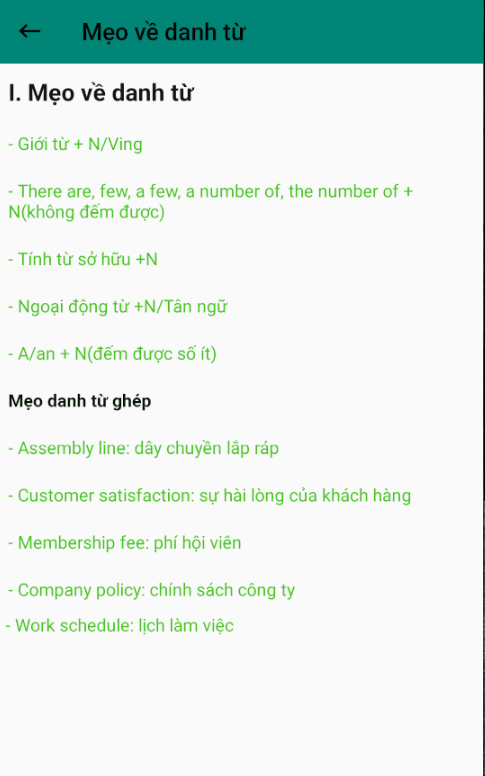 Mẹo về danh từ
I. Mẹo về danh từ
- Giới từ + N/Ving
- There are, few, a few, a number of, the number of +
N(không đếm được)
- Tính từ sở hữu +N
- Ngoại động từ +N/Tân ngữ
- A/an + N(đếm được số ít)
Mẹo danh từ ghép
- Assembly line: dây chuyền lắp ráp
- Customer satisfaction: sự hài lòng của khách hàng
- Membership fee: phí hội viên
- Company policy: chính sách công ty
- Work schedule: lịch làm việc